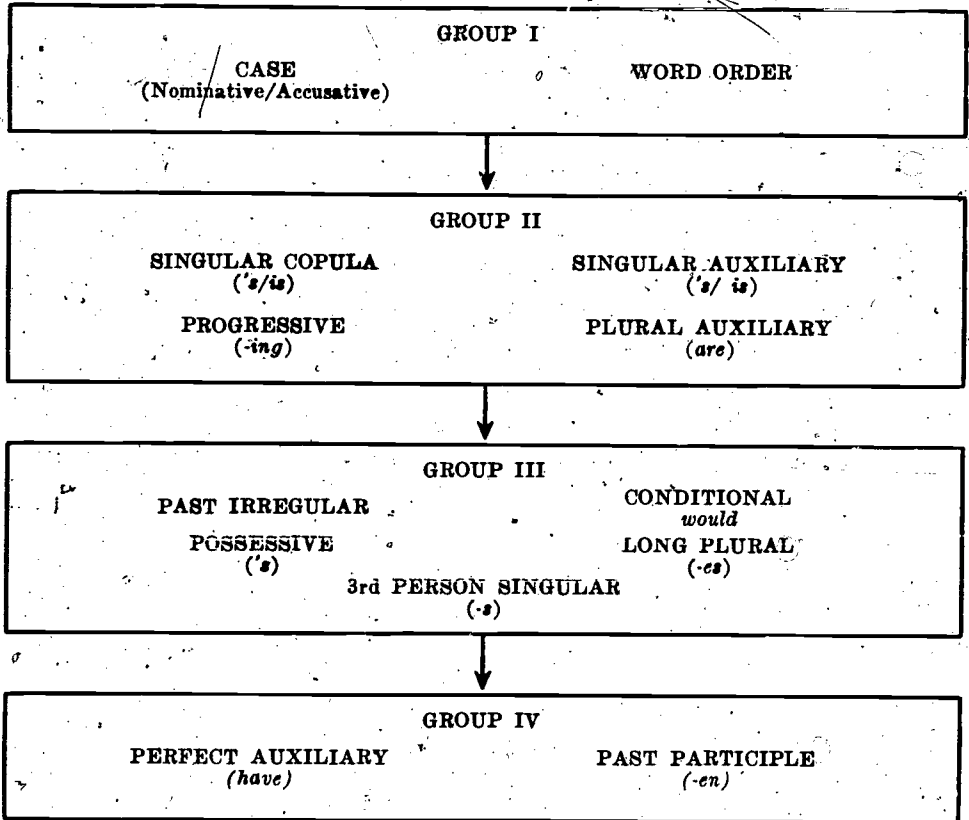 GROUP I
CASE WORD ORDER
(Nominative/Accusative)
GROUP II
SINGULAR COPULA SINGULAR AUXILIARY
('s/is) ('s/ is)
PROGRESSIVE PLURAL AUXILIARY
(-ing) (are)
GROUP III
PAST IRREGULAR CONDITIONAL
would
POSSESSIVE LONG PLURAL
('s) (-es)
3rd PERSON SINGULAR
(-s)
GROUP IV
PERFECT AUXILIARY PAST PARTICIPLE
(have) (-en)